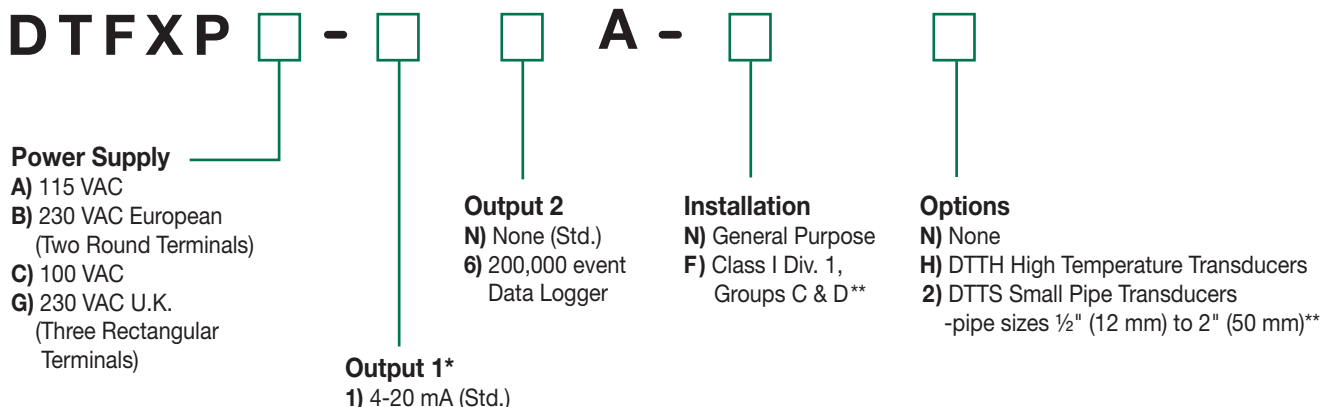 DTFXP - A -
Power Supply
A) 115 VAC
B) 230 VAC European
(Two Round Terminals)
C) 100 VAC
G) 230 VAC U.K.
(Three Rectangular
Terminals)
Output 1*
1) 4-20 mA (Std.)
Output 2
N) None (Std.)
6) 200,000 event
Data Logger
Installation
N) General Purpose
F) Class I Div. 1,
Groups C & D**
Options
N) None
H) DTTH High Temperature Transducers
2) DTTS Small Pipe Transducers
-pipe sizes ½" (12 mm) to 2" (50 mm)**